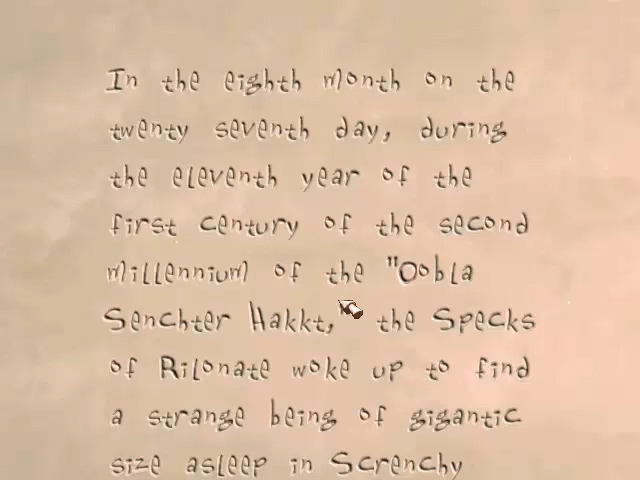 In the eighth month on the
twenty seventh day, during
the eleventh year of the
first century of the second
millennium of the "Oobla
Senchter Hakkt," the Specks
of Rilonate woke up to find
a strange being of gigantic
size asleep in Screnchy